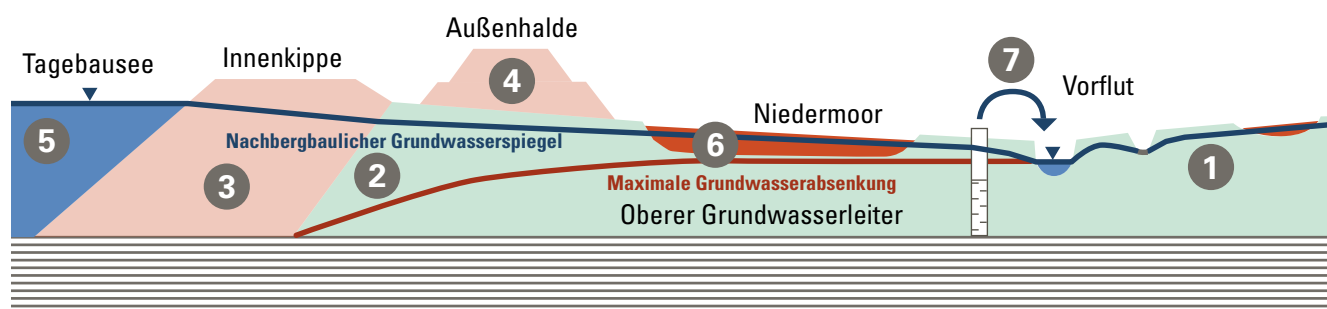 Außenhalde
Innenkippe
Tagebausee
4
7
Vorflut
Niedermoor
5
Nachbergbaulicher Grundwasserspiegel
6
2
3
1
Maximale Grundwasserabsenkung
Oberer Grundwasserleiter